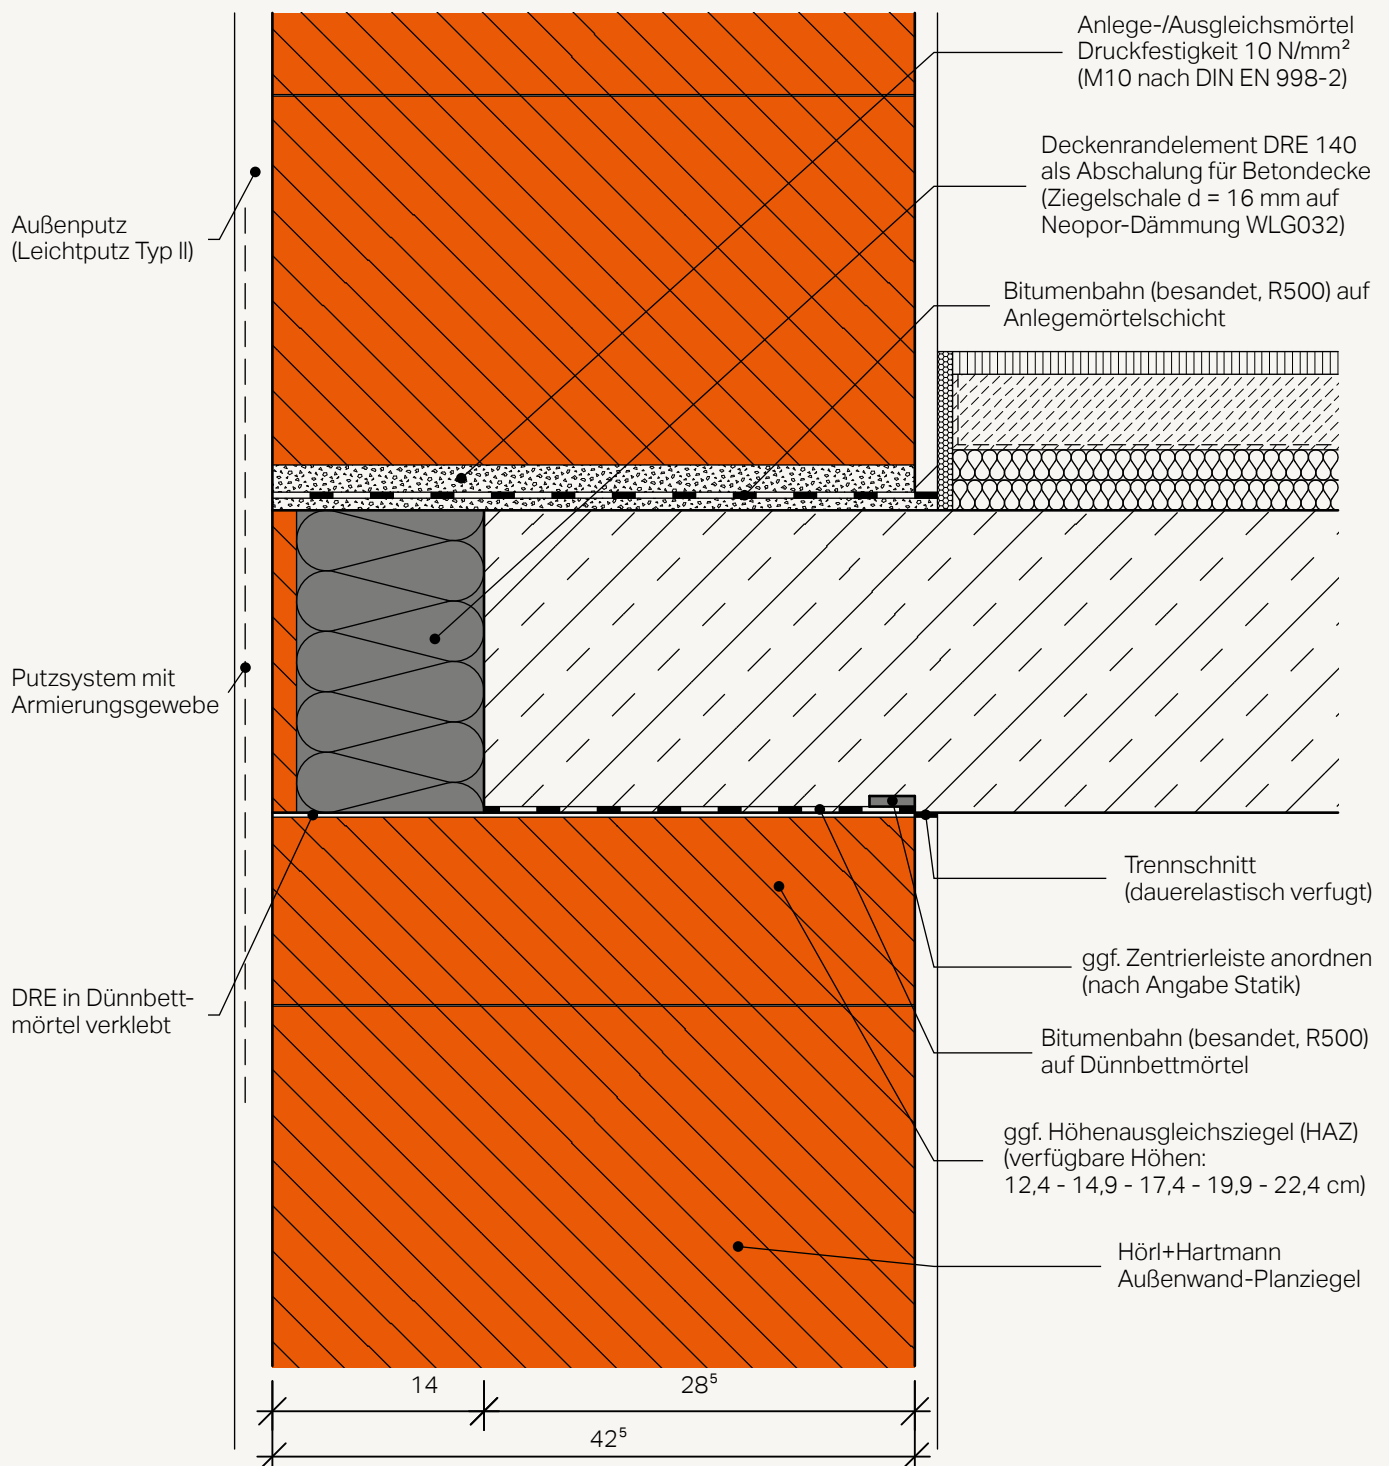 Anlege-/Ausgleichsmörtel
Druckfestigkeit 10 N/mm²
(M10 nach DIN EN 998-2)
Deckenrandelement DRE 140
als Abschalung für Betondecke
(Ziegelschale d = 16 mm auf
Neopor-Dämmung WLG032)
Außenputz
(Leichtputz Typ II)
Bitumenbahn (besandet, R500) auf
Anlegemörtelschicht
Putzsystem mit
Armierungsgewebe
Trennschnitt
(dauerelastisch verfugt)
ggf. Zentrierleiste anordnen
(nach Angabe Statik)
DRE in Dünnbett-
mörtel verklebt
Bitumenbahn (besandet, R500)
auf Dünnbettmörtel
ggf. Höhenausgleichsziegel (HAZ)
(verfügbare Höhen:
12,4 - 14,9 - 17,4 - 19,9 - 22,4 cm)
Hörl+Hartmann
Außenwand-Planziegel
14
28⁵
42⁵